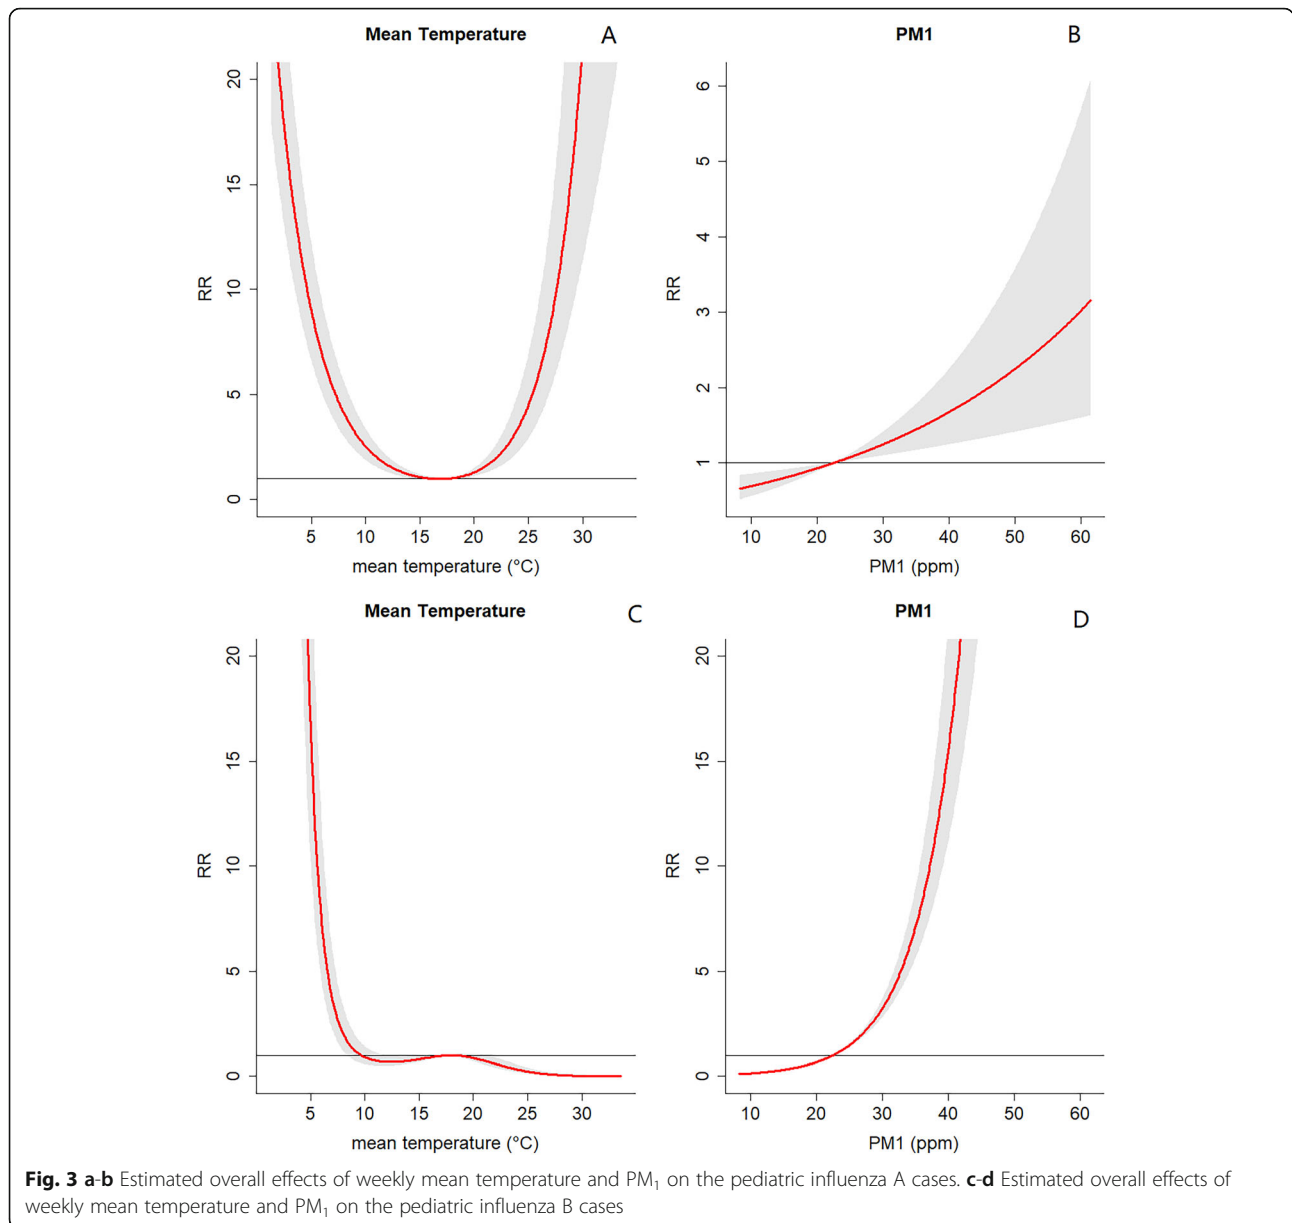 Mean Temperature A
20
15
10
5
0
RR
5 10 15 20 25 30
mean temperature (°C)
PM1 B
6
5
4
3
2
1
RR
10 20 30 40 50 60
PM1 (ppm)
Mean Temperature C
20
15
10
5
0
RR
5 10 15 20 25 30
mean temperature (°C)
PM1 D
20
15
10
5
0
RR
10 20 30 40 50 60
PM1 (ppm)
Fig. 3 a-b Estimated overall effects of weekly mean temperature and PM₁ on the pediatric influenza A cases. c-d Estimated overall effects of
weekly mean temperature and PM₁ on the pediatric influenza B cases